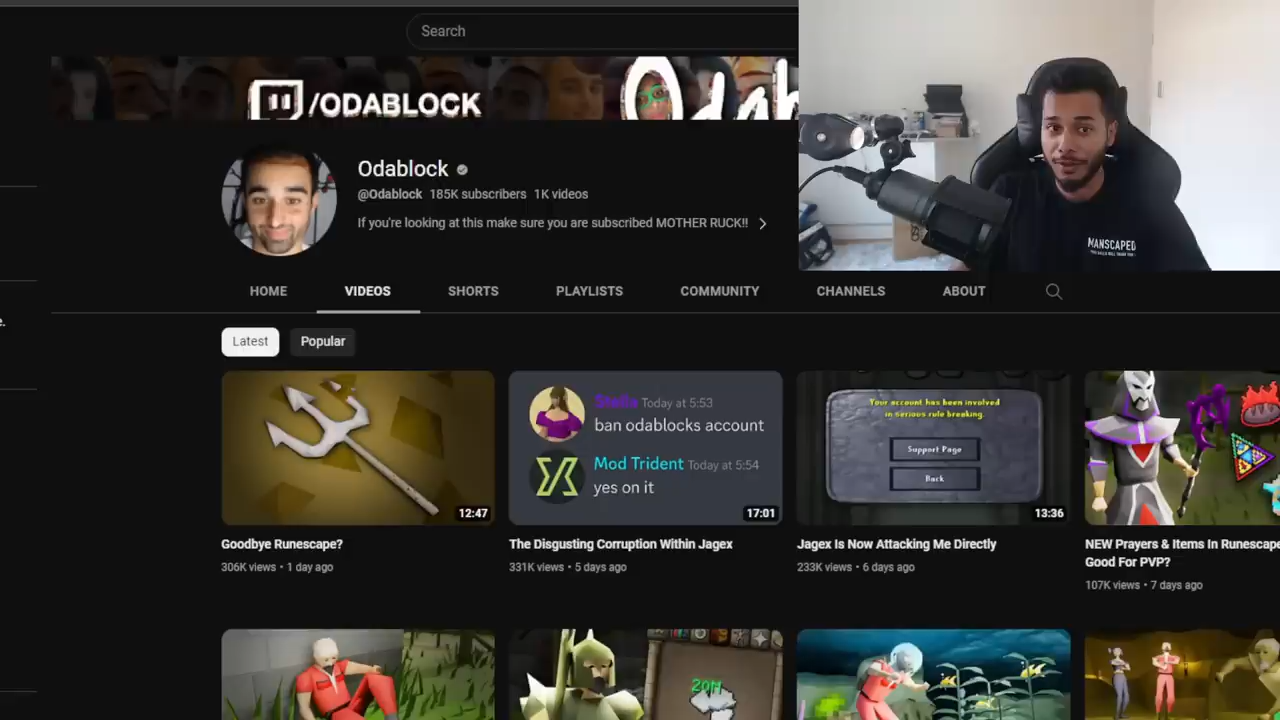 Search
/ODABLOCK
Odab
Odablock
@Odablock 185K subscribers 1K videos
If you're looking at this make sure you are subscribed MOTHER RUCK!!
MANSCAPED
HOME VIDEOS SHORTS PLAYLISTS COMMUNITY CHANNELS ABOUT
Latest Popular
12:47
Stella Today at 5:53
ban odablocks account
Mod Trident Today at 5:54
yes on it
17:01
Your account has been involved
in serious rule breaking.
Support Page
Back
13:36
Goodbye Runescape?
306K views • 1 day ago
The Disgusting Corruption Within Jagex
331K views • 5 days ago
Jagex Is Now Attacking Me Directly
233K views • 6 days ago
NEW Prayers & Items In Runescape
Good For PVP?
107K views • 7 days ago
20M
e.